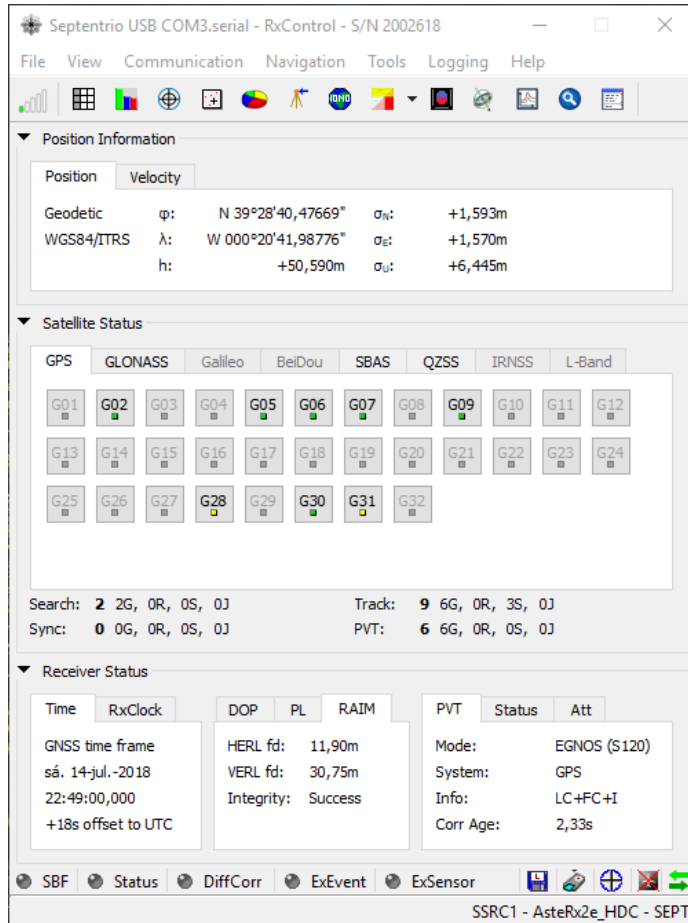 Septentrio USB COM3.serial - RxControl - S/N 2002618
File View Communication Navigation Tools Logging Help
IONO
Position Information
Position Velocity
Geodetic φ: N 39°28'40,47669" σN: +1,593m
WGS84/ITRS λ: W 000°20'41,98776" σE: +1,570m
h: +50,590m σU: +6,445m
Satellite Status
GPS GLONASS Galileo BeiDou SBAS QZSS IRNSS L-Band
G01 G02 G03 G04 G05 G06 G07 G08 G09 G10 G11 G12
G13 G14 G15 G16 G17 G18 G19 G20 G21 G22 G23 G24
G25 G26 G27 G28 G29 G30 G31 G32
Search: 2 2G, 0R, 0S, 0J Track: 9 6G, 0R, 3S, 0J
Sync: 0 0G, 0R, 0S, 0J PVT: 6 6G, 0R, 0S, 0J
Receiver Status
Time RxClock DOP PL RAIM PVT Status Att
GNSS time frame HERL fd: 11,90m Mode: EGNOS (S120)
sá. 14-jul.-2018 VERL fd: 30,75m System: GPS
22:49:00,000 Integrity: Success Info: LC+FC+I
+18s offset to UTC Corr Age: 2,33s
SBF Status DiffCorr ExEvent ExSensor
SSRC1 - AsteRx2e_HDC - SEPT